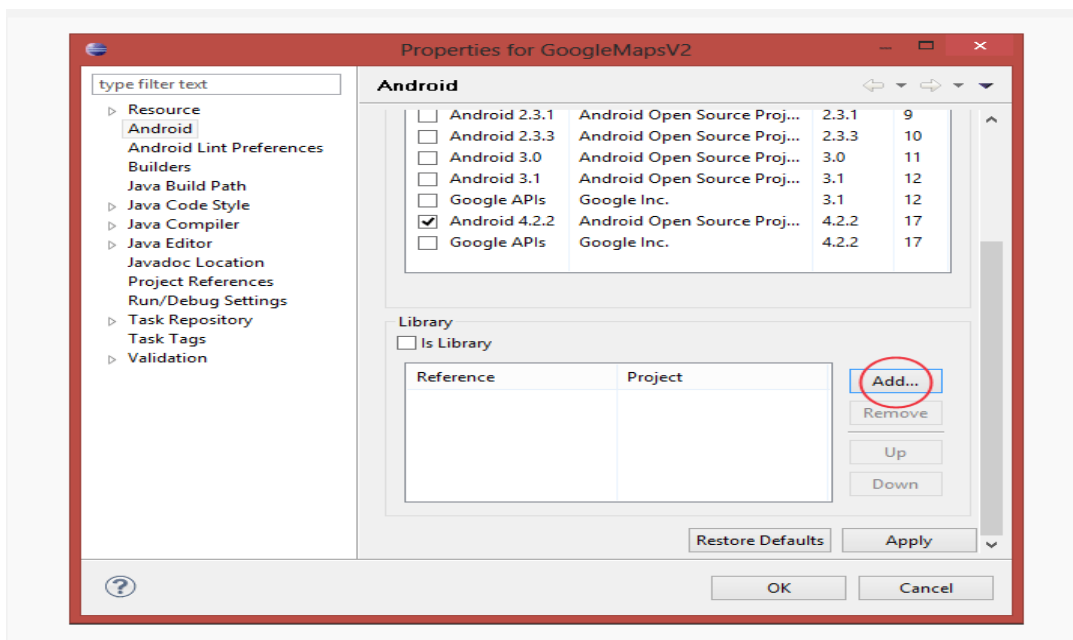 Properties for GoogleMapsV2
type filter text
Resource
Android
Android Lint Preferences
Builders
Java Build Path
Java Code Style
Java Compiler
Java Editor
Javadoc Location
Project References
Run/Debug Settings
Task Repository
Task Tags
Validation
Android
Android 2.3.1 Android Open Source Proj... 2.3.1 9
Android 2.3.3 Android Open Source Proj... 2.3.3 10
Android 3.0 Android Open Source Proj... 3.0 11
Android 3.1 Android Open Source Proj... 3.1 12
Google APIs Google Inc. 3.1 12
Android 4.2.2 Android Open Source Proj... 4.2.2 17
Google APIs Google Inc. 4.2.2 17
Library
Is Library
Reference Project
Add...
Remove
Up
Down
Restore Defaults Apply
? OK Cancel